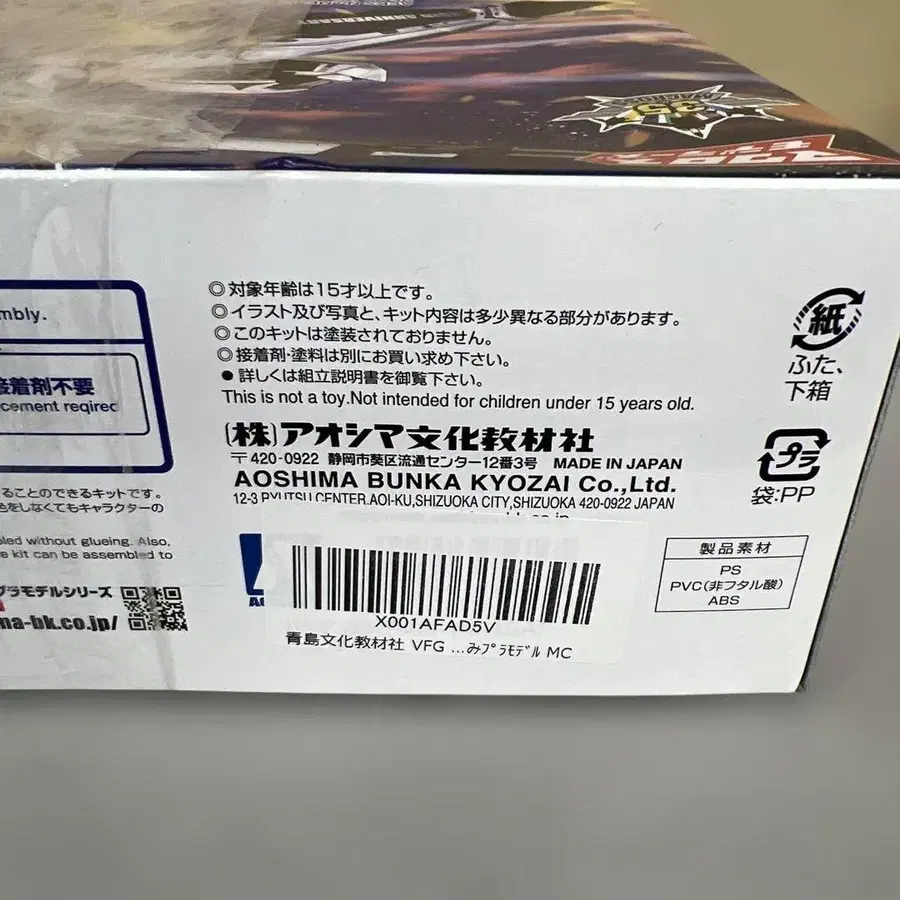 ANNIVERSARY
35
mbly.
接着剤不要
cement reqirec
◎対象年齢は15才以上です。
◎イラスト及び写真と、キット内容は多少異なる部分があります。
◎このキットは塗装されておりません。
◎接着剤・塗料は別にお買い求め下さい。
● 詳しくは組立説明書を御覧下さい。
This is not a toy.Not intended for children under 15 years old.
(株)アオシマ文化教材社
〒420-0922 静岡市葵区流通センター12番3号 MADE IN JAPAN
AOSHIMA BUNKA KYOZAI Co.,Ltd.
12-3 RYUTSU CENTER.AOI-KU,SHIZUOKA CITY,SHIZUOKA 420-0922 JAPAN
ることのできるキットです。
色をしなくてもキャラクターの
bled without glueing. Also,
e kit can be assembled to
プラモデルシリーズ
ma-bk.co.jp/
X001AFAD5V
青島文化教材社 VFG ...みプラモデル MC
紙
ふた、
下箱
プラ
袋:PP
製品素材
PS
PVC(非フタル酸)
ABS